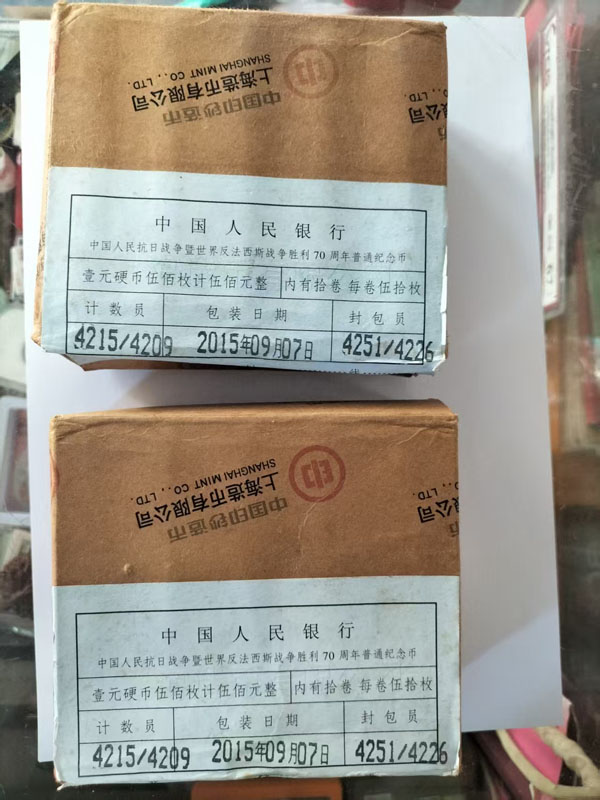 中国印钞造币
上海造币有限公司
SHANGHAI MINT CO., LTD.
印
中国人民银行
中国人民抗日战争暨世界反法西斯战争胜利70周年普通纪念币
壹元硬币伍佰枚计伍佰元整 内有拾卷 每卷伍拾枚
计数员 包装日期 封包员
4215/4209 2015年09月07日 4251/4226
中国印钞造币
上海造币有限公司
SHANGHAI MINT CO., LTD.
印
中国人民银行
中国人民抗日战争暨世界反法西斯战争胜利70周年普通纪念币
壹元硬币伍佰枚计伍佰元整 内有拾卷 每卷伍拾枚
计数员 包装日期 封包员
4215/4209 2015年09月07日 4251/4226